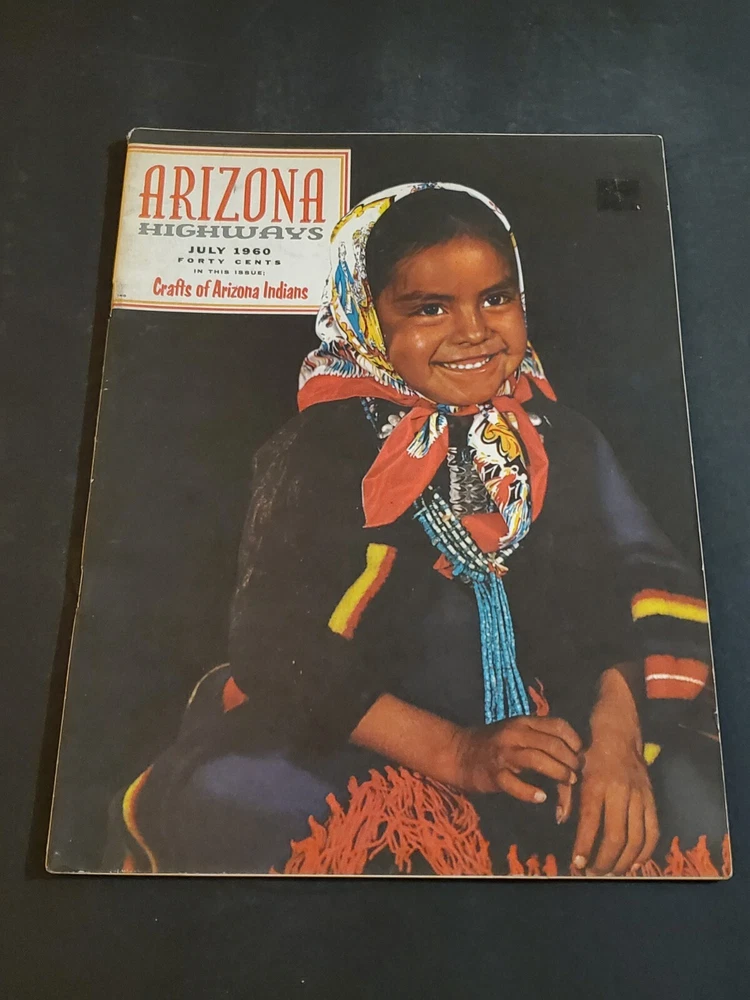 ARIZONA
HIGHWAYS
JULY 1960
FORTY CENTS
IN THIS ISSUE:
Crafts of Arizona Indians